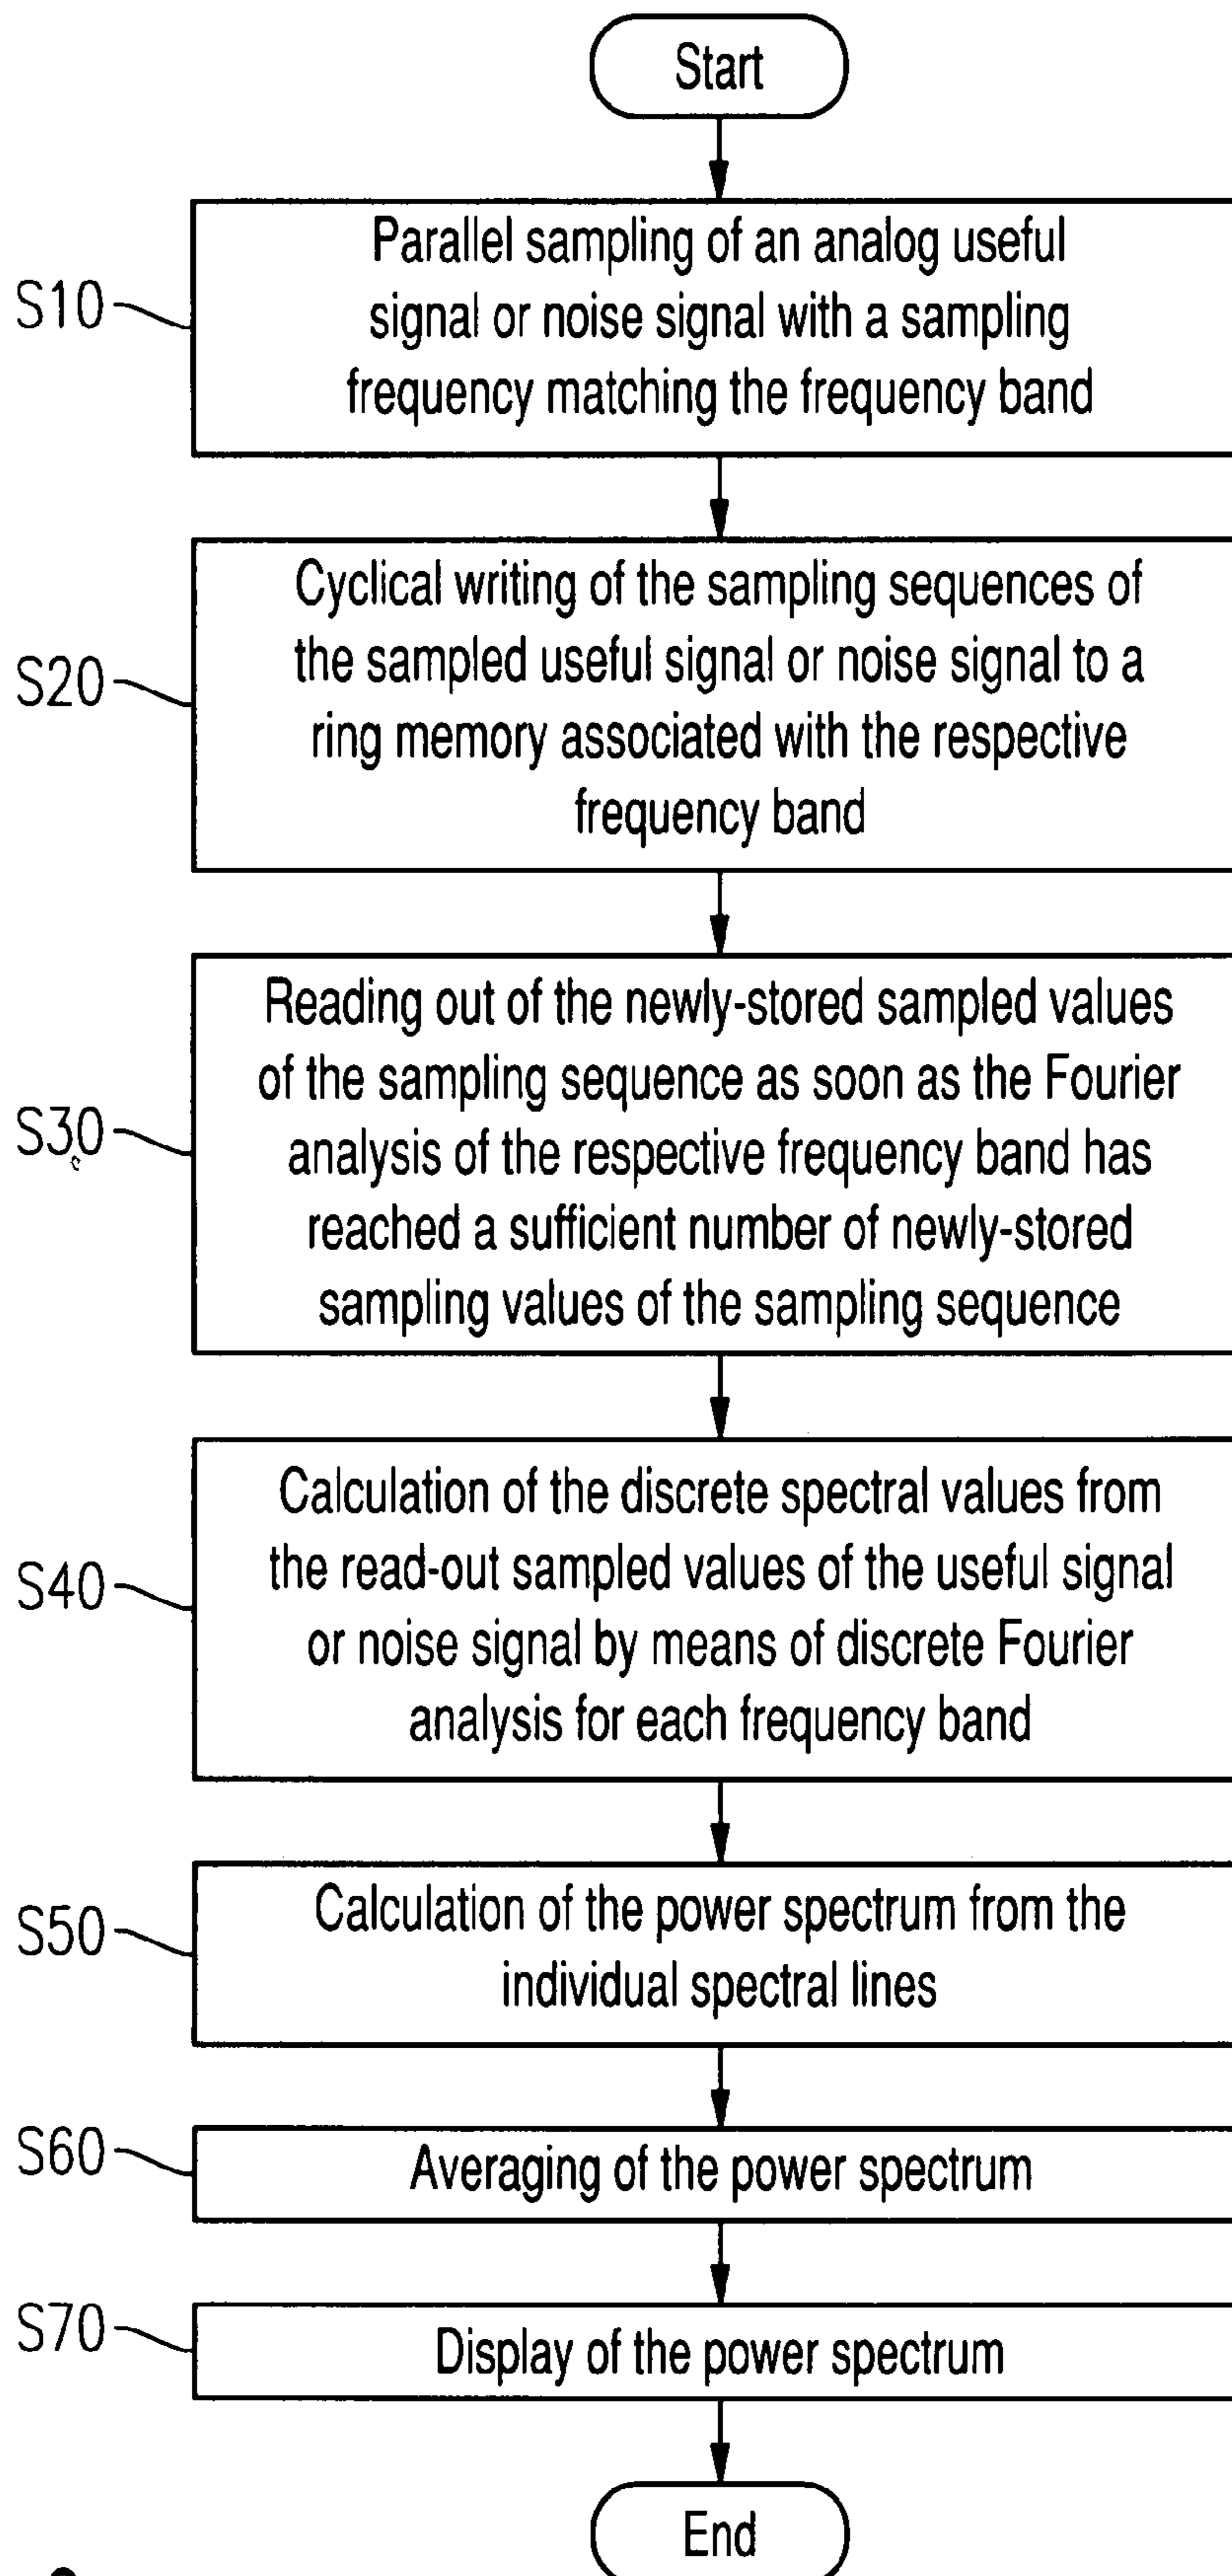 Start
S10
Parallel sampling of an analog useful
signal or noise signal with a sampling
frequency matching the frequency band
S20
Cyclical writing of the sampling sequences of
the sampled useful signal or noise signal to a
ring memory associated with the respective
frequency band
S30
Reading out of the newly-stored sampled values
of the sampling sequence as soon as the Fourier
analysis of the respective frequency band has
reached a sufficient number of newly-stored
sampling values of the sampling sequence
S40
Calculation of the discrete spectral values from
the read-out sampled values of the useful signal
or noise signal by means of discrete Fourier
analysis for each frequency band
S50
Calculation of the power spectrum from the
individual spectral lines
S60
Averaging of the power spectrum
S70
Display of the power spectrum
End